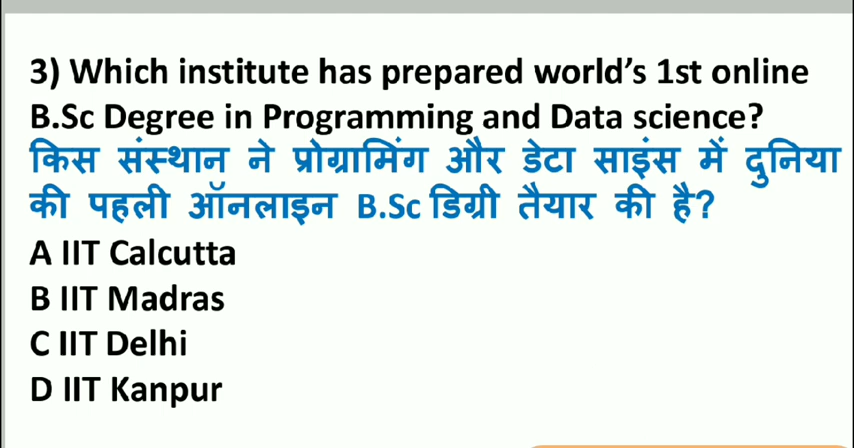 3) Which institute has prepared world’s 1st online
B.Sc Degree in Programming and Data science?
किस संस्थान ने प्रोग्रामिंग और डेटा साइंस में दुनिया
की पहली ऑनलाइन B.Sc डिग्री तैयार की है?
A IIT Calcutta
B IIT Madras
C IIT Delhi
D IIT Kanpur